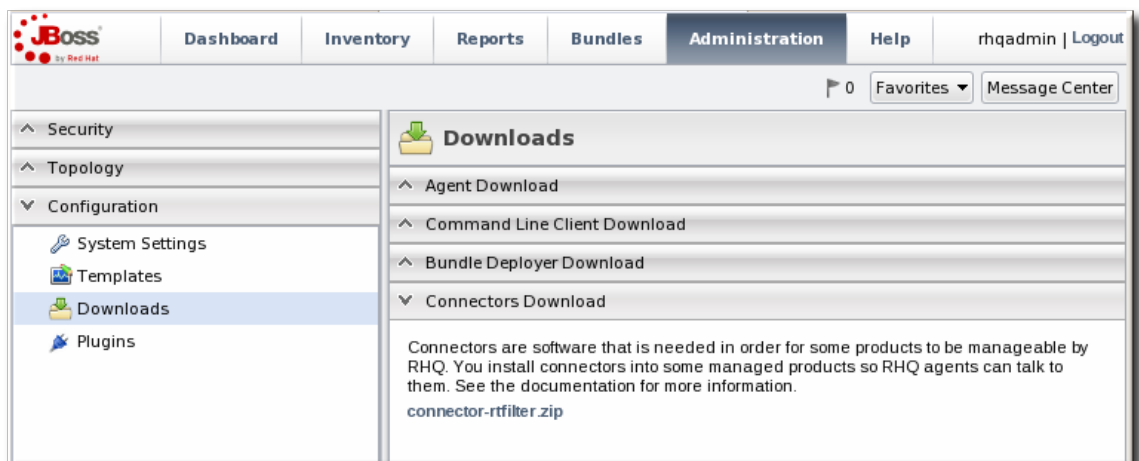 JBoss
by Red Hat
Dashboard
Inventory
Reports
Bundles
Administration
Help
rhqadmin | Logout
0
Favorites
Message Center
Security
Topology
Configuration
System Settings
Templates
Downloads
Plugins
Downloads
Agent Download
Command Line Client Download
Bundle Deployer Download
Connectors Download
Connectors are software that is needed in order for some products to be manageable by
RHQ. You install connectors into some managed products so RHQ agents can talk to
them. See the documentation for more information.
connector-rtfilter.zip